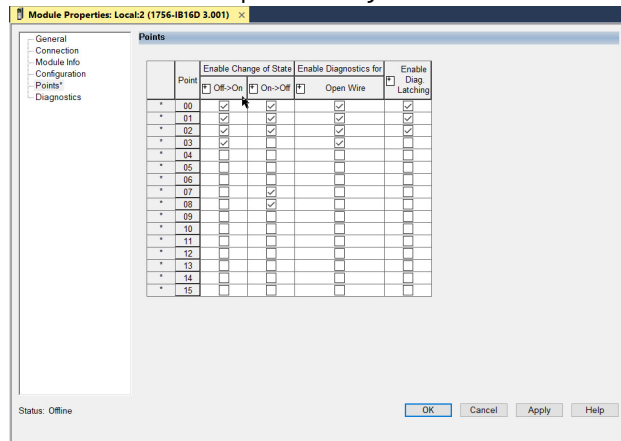 Module Properties: Local:2 (1756-IB16D 3.001) ×
General
Connection
Module Info
Configuration
Points*
Diagnostics
Points
Point
Enable Change of State
Off->On
On->Off
Enable Diagnostics for
Open Wire
Enable
Diag.
Latching
* 00
* 01
* 02
* 03
* 04
* 05
* 06
* 07
* 08
* 09
* 10
* 11
* 12
* 13
* 14
* 15
Status: Offline
OK Cancel Apply Help